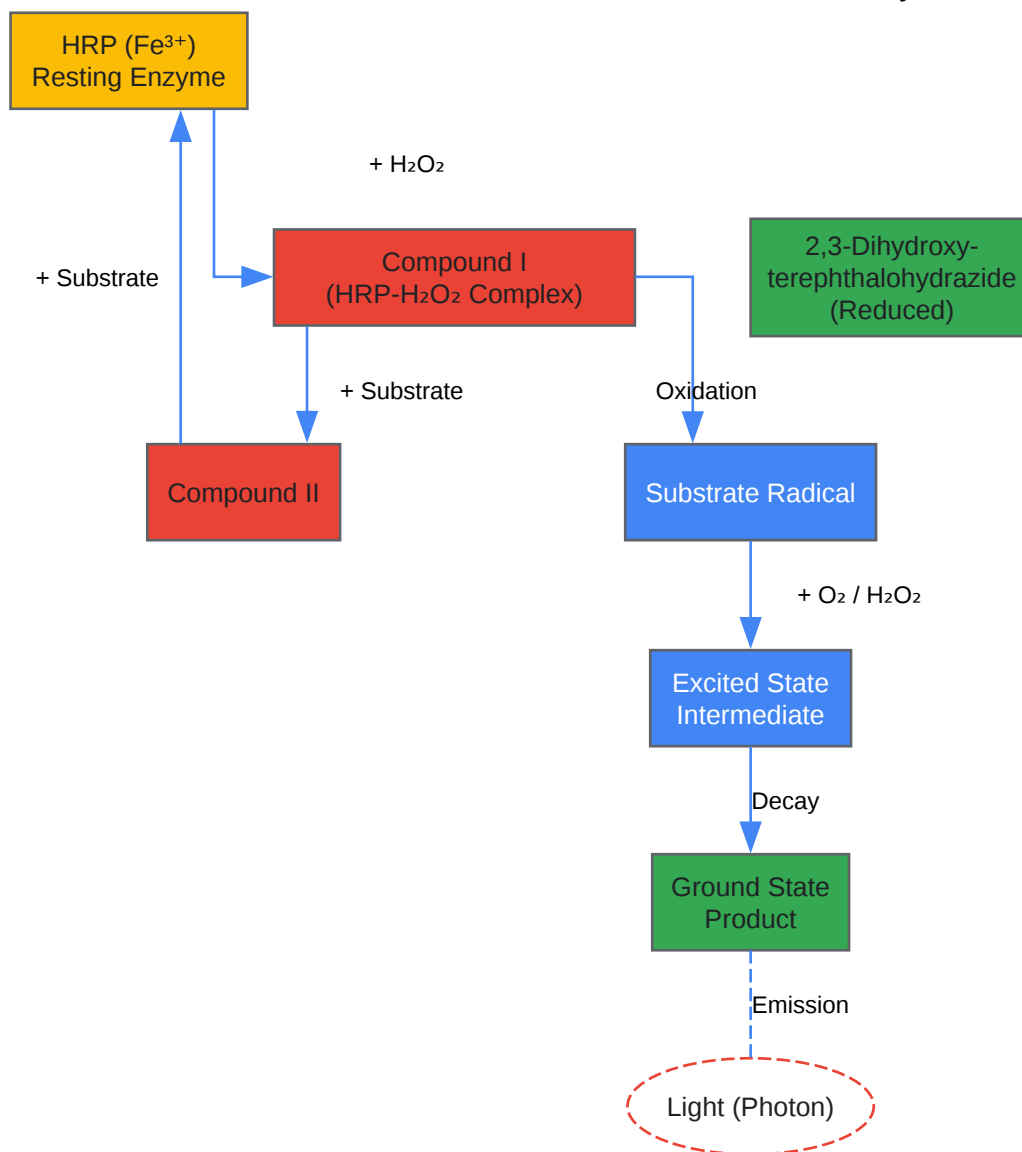 HRP (Fe³⁺)
Resting Enzyme
+ H₂O₂
+ Substrate
Compound I
(HRP-H₂O₂ Complex)
2,3-Dihydroxy-
terephthalohydrazide
(Reduced)
+ Substrate
Oxidation
Compound II
Substrate Radical
+ O₂ / H₂O₂
Excited State
Intermediate
Decay
Ground State
Product
Emission
Light (Photon)